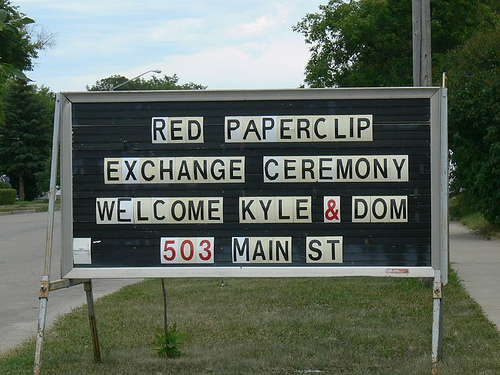 RED PAPERCLIP
EXCHANGE CEREMONY
WELCOME KYLE & DOM
503 MAIN ST